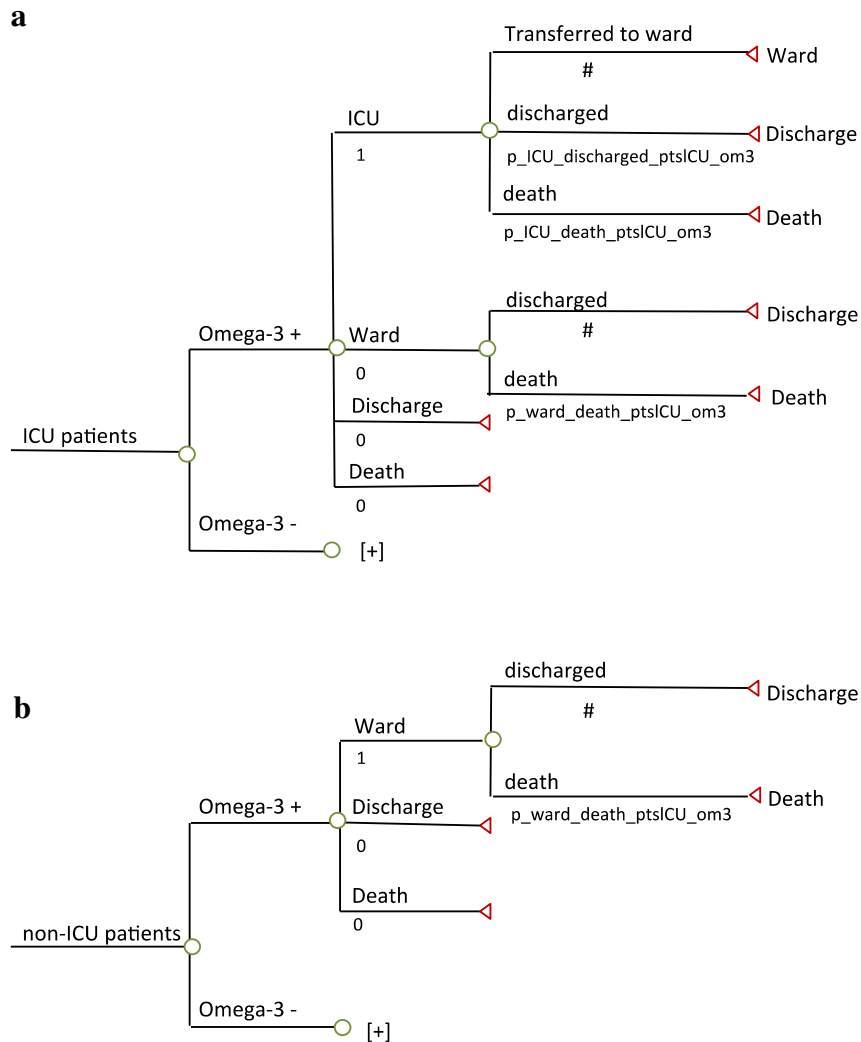 a
Transferred to ward
#
Ward
ICU
1
discharged
p_ICU_discharged_ptsICU_om3
Discharge
death
p_ICU_death_ptsICU_om3
Death
Omega-3 +
Ward
0
discharged
#
Discharge
death
p_ward_death_ptsICU_om3
Death
Discharge
0
Death
0
ICU patients
Omega-3 -
[+]
b
discharged
#
Discharge
Ward
1
death
p_ward_death_ptsICU_om3
Death
Omega-3 +
Discharge
0
Death
0
non-ICU patients
Omega-3 -
[+]